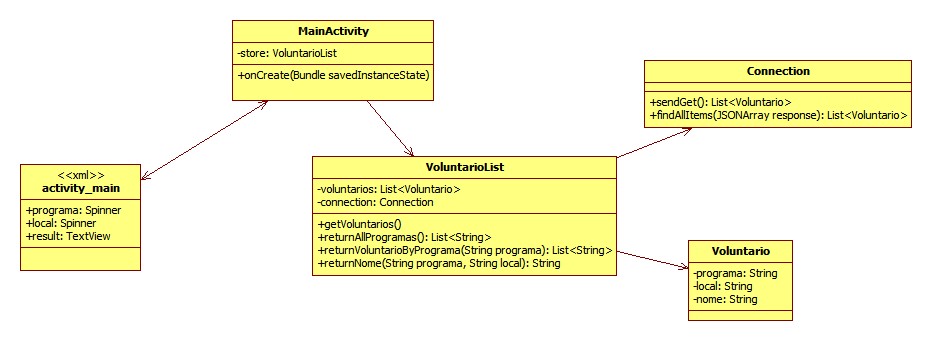 MainActivity
-store: VoluntarioList
+onCreate(Bundle savedInstanceState)
Connection
+sendGet(): List<Voluntario>
+findAllItems(JSONArray response): List<Voluntario>
<<xml>>
activity_main
+programa: Spinner
+local: Spinner
+result: TextView
VoluntarioList
-voluntarios: List<Voluntario>
-connection: Connection
+getVoluntarios()
+returnAllProgramas(): List<String>
+returnVoluntarioByPrograma(String programa): List<String>
+returnNome(String programa, String local): String
Voluntario
-programa: String
-local: String
-nome: String